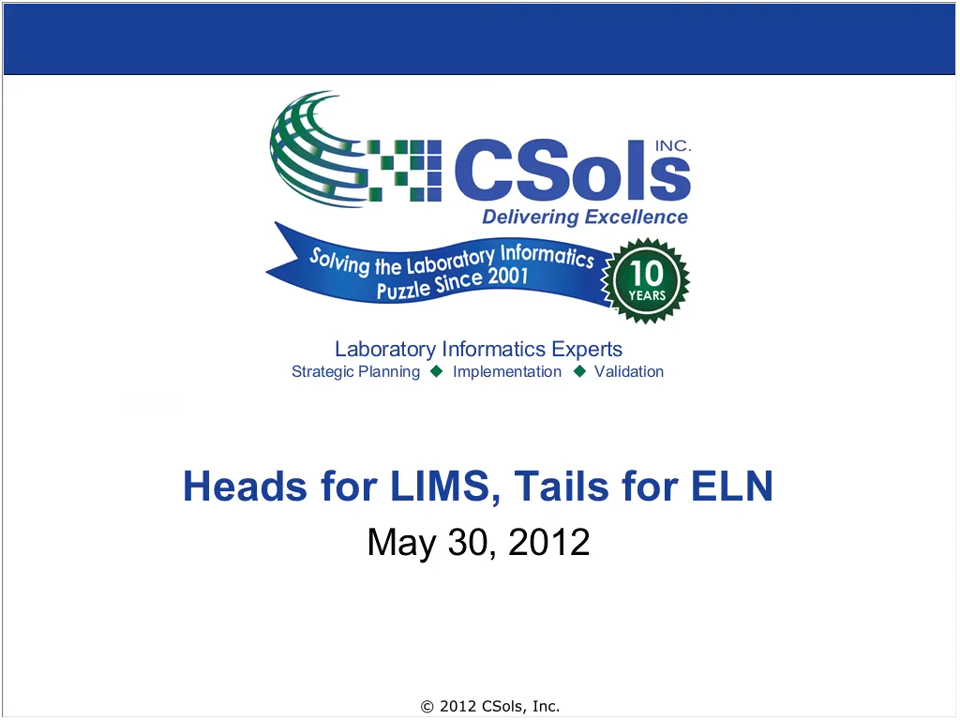 CSols INC.
Delivering Excellence
Solving the Laboratory Informatics
Puzzle Since 2001
10
YEARS
Laboratory Informatics Experts
Strategic Planning ◆ Implementation ◆ Validation
Heads for LIMS, Tails for ELN
May 30, 2012
© 2012 CSols, Inc.